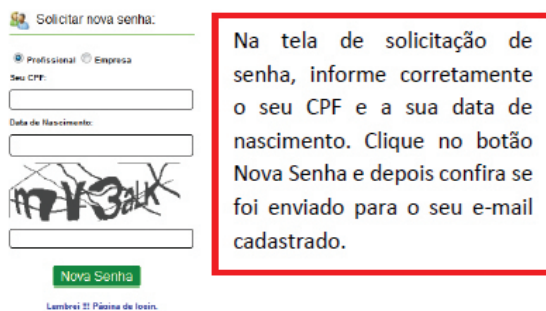 Solicitar nova senha:
Profissional Empresa
Seu CPF:
Data de Nascimento:
Nova Senha
Lembrei !!! Página de login.
Na tela de solicitação de
senha, informe corretamente
o seu CPF e a sua data de
nascimento. Clique no botão
Nova Senha e depois confira se
foi enviado para o seu e-mail
cadastrado.